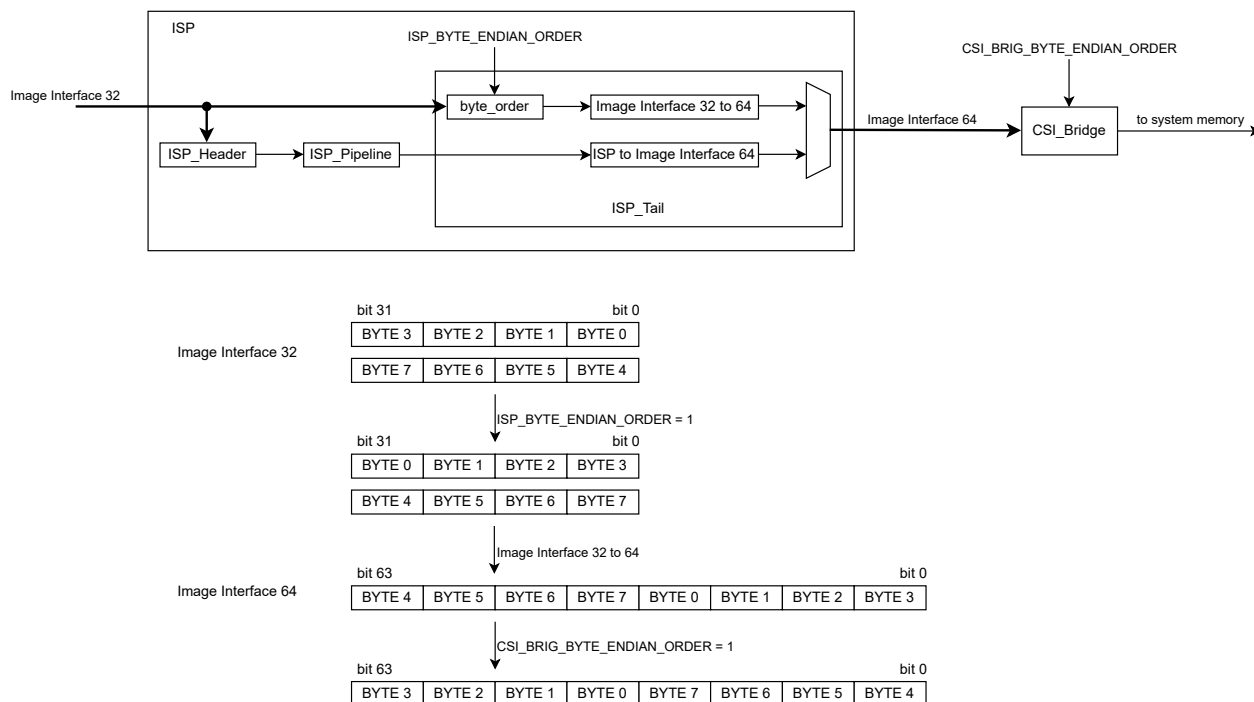 ISP
ISP_BYTE_ENDIAN_ORDER
CSI_BRIG_BYTE_ENDIAN_ORDER
Image Interface 32
byte_order
Image Interface 32 to 64
Image Interface 64
CSI_Bridge
to system memory
ISP_Header
ISP_Pipeline
ISP to Image Interface 64
ISP_Tail
bit 31 bit 0
BYTE 3 BYTE 2 BYTE 1 BYTE 0
Image Interface 32
BYTE 7 BYTE 6 BYTE 5 BYTE 4
ISP_BYTE_ENDIAN_ORDER = 1
bit 31 bit 0
BYTE 0 BYTE 1 BYTE 2 BYTE 3
BYTE 4 BYTE 5 BYTE 6 BYTE 7
Image Interface 32 to 64
bit 63 bit 0
Image Interface 64
BYTE 4 BYTE 5 BYTE 6 BYTE 7 BYTE 0 BYTE 1 BYTE 2 BYTE 3
CSI_BRIG_BYTE_ENDIAN_ORDER = 1
bit 63 bit 0
BYTE 3 BYTE 2 BYTE 1 BYTE 0 BYTE 7 BYTE 6 BYTE 5 BYTE 4